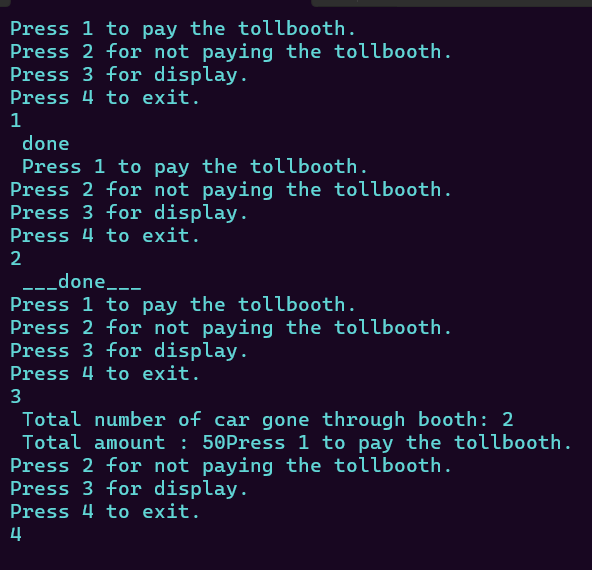 Press 1 to pay the tollbooth.
Press 2 for not paying the tollbooth.
Press 3 for display.
Press 4 to exit.
1
 done
 Press 1 to pay the tollbooth.
Press 2 for not paying the tollbooth.
Press 3 for display.
Press 4 to exit.
2
 ___done___
Press 1 to pay the tollbooth.
Press 2 for not paying the tollbooth.
Press 3 for display.
Press 4 to exit.
3
 Total number of car gone through booth: 2
 Total amount : 50Press 1 to pay the tollbooth.
Press 2 for not paying the tollbooth.
Press 3 for display.
Press 4 to exit.
4